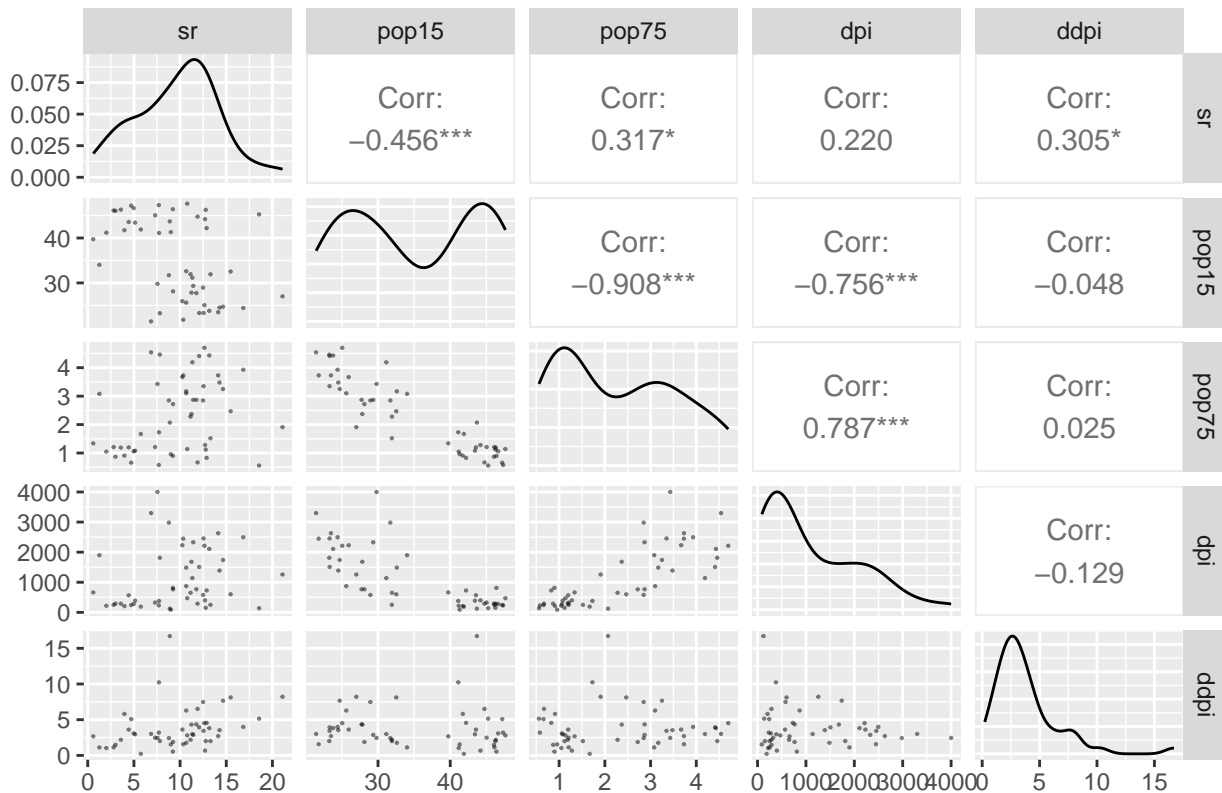 sr pop15 pop75 dpi ddpi
0.075
0.050
0.025
0.000
Corr:
−0.456***
Corr:
0.317*
Corr:
0.220
Corr:
0.305*
sr
40
30
Corr:
−0.908***
Corr:
−0.756***
Corr:
−0.048
pop15
4
3
2
1
Corr:
0.787***
Corr:
0.025
pop75
4000
3000
2000
1000
0
Corr:
−0.129
dpi
15
10
5
0
ddpi
0 5 10 15 20
30 40
1 2 3 4
0 1000 2000 3000 4000
0 5 10 15